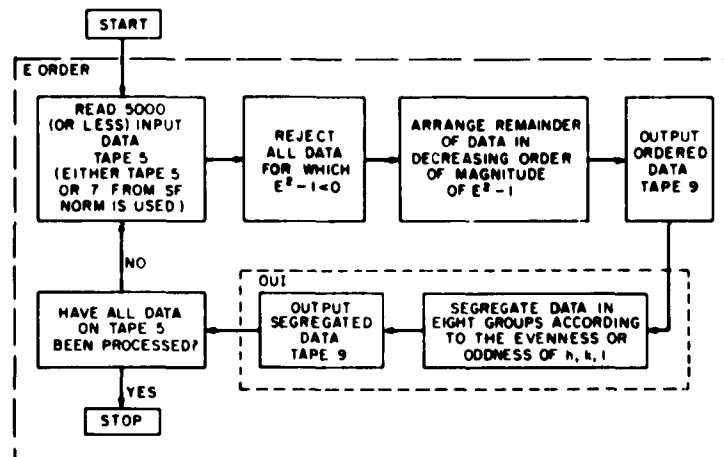 START
E ORDER
READ 5000
(OR LESS) INPUT
DATA
TAPE 5
(EITHER TAPE 5
OR 7 FROM SF
NORM IS USED)
REJECT
ALL DATA
FOR WHICH
E²-1<0
ARRANGE REMAINDER
OF DATA IN
DECREASING ORDER
OF MAGNITUDE
OF E²-1
OUTPUT
ORDERED
DATA
TAPE 9
NO
OUI
HAVE ALL DATA
ON TAPE 5
BEEN PROCESSED?
OUTPUT
SEGREGATED
DATA
TAPE 9
SEGREGATE DATA IN
EIGHT GROUPS ACCORDING
TO THE EVENNESS OR
ODDNESS OF h, k, l
YES
STOP